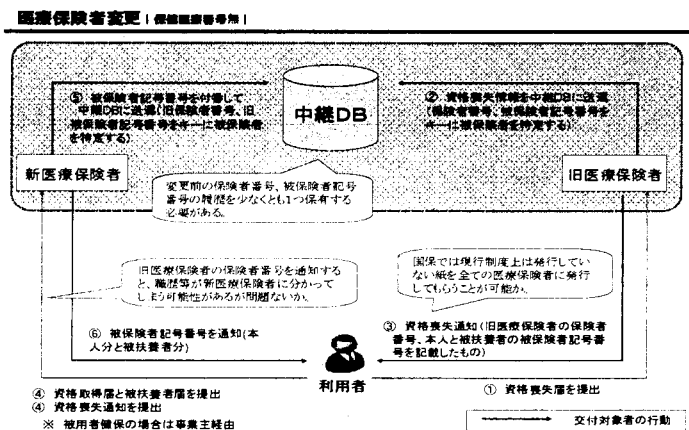 医療保険者変更 | 保健医療番号無 |
⑤ 被保険者記号番号を付番して
中継DBに送還(旧保険者番号、旧
被保険者記号番号をキーに被保険者
を特定する)
中継DB
② 資格喪失情報を中継DBに送還
(保険者番号、被保険者記号番号を
キーに被保険者を特定する)
新医療保険者
旧医療保険者
変更前の保険者番号、被保険者記号
番号の履歴を少なくとも1つ保有する
必要がある。
旧医療保険者の保険者番号を通知する
と、職歴等が新医療保険者に分かって
しまう可能性があるが問題ないか。
国保では現行制度上は発行してい
ない紙を全ての医療保険者に発行
してもらうことが可能か。
⑥ 被保険者記号番号を通知(本
人分と被扶養者分)
③ 資格喪失通知(旧医療保険者の保険者
番号、本人と被扶養者の被保険者記号番
号を記載したもの)
利用者
④ 資格取得届と被扶養者届を提出
④ 資格喪失通知を提出
※ 被用者健保の場合は事業主経由
① 資格喪失届を提出
交付対象者の行動